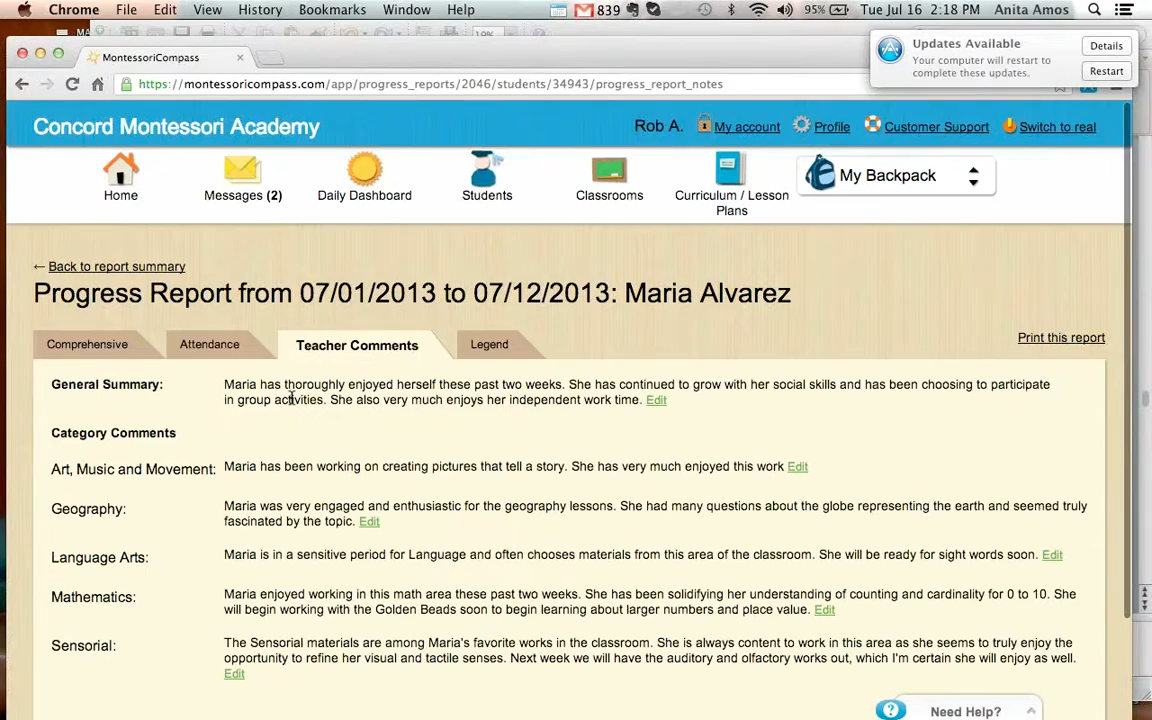 Chrome File Edit View History Bookmarks Window Help 839 95% Tue Jul 16 2:18 PM Anita Amos
MontessoriCompass
Updates Available
Your computer will restart to complete these updates.
Details
Restart
https://montessoricompass.com/app/progress_reports/2046/students/34943/progress_report_notes
Concord Montessori Academy
Rob A. My account Profile Customer Support Switch to real
Home Messages (2) Daily Dashboard Students Classrooms Curriculum / Lesson Plans My Backpack
← Back to report summary
Progress Report from 07/01/2013 to 07/12/2013: Maria Alvarez
Comprehensive Attendance Teacher Comments Legend Print this report
General Summary: Maria has thoroughly enjoyed herself these past two weeks. She has continued to grow with her social skills and has been choosing to participate
in group activities. She also very much enjoys her independent work time. Edit
Category Comments
Art, Music and Movement: Maria has been working on creating pictures that tell a story. She has very much enjoyed this work Edit
Geography: Maria was very engaged and enthusiastic for the geography lessons. She had many questions about the globe representing the earth and seemed truly
fascinated by the topic. Edit
Language Arts: Maria is in a sensitive period for Language and often chooses materials from this area of the classroom. She will be ready for sight words soon. Edit
Mathematics: Maria enjoyed working in this math area these past two weeks. She has been solidifying her understanding of counting and cardinality for 0 to 10. She
will begin working with the Golden Beads soon to begin learning about larger numbers and place value. Edit
Sensorial: The Sensorial materials are among Maria's favorite works in the classroom. She is always content to work in this area as she seems to truly enjoy the
opportunity to refine her visual and tactile senses. Next week we will have the auditory and olfactory works out, which I'm certain she will enjoy as well.
Edit
Need Help?